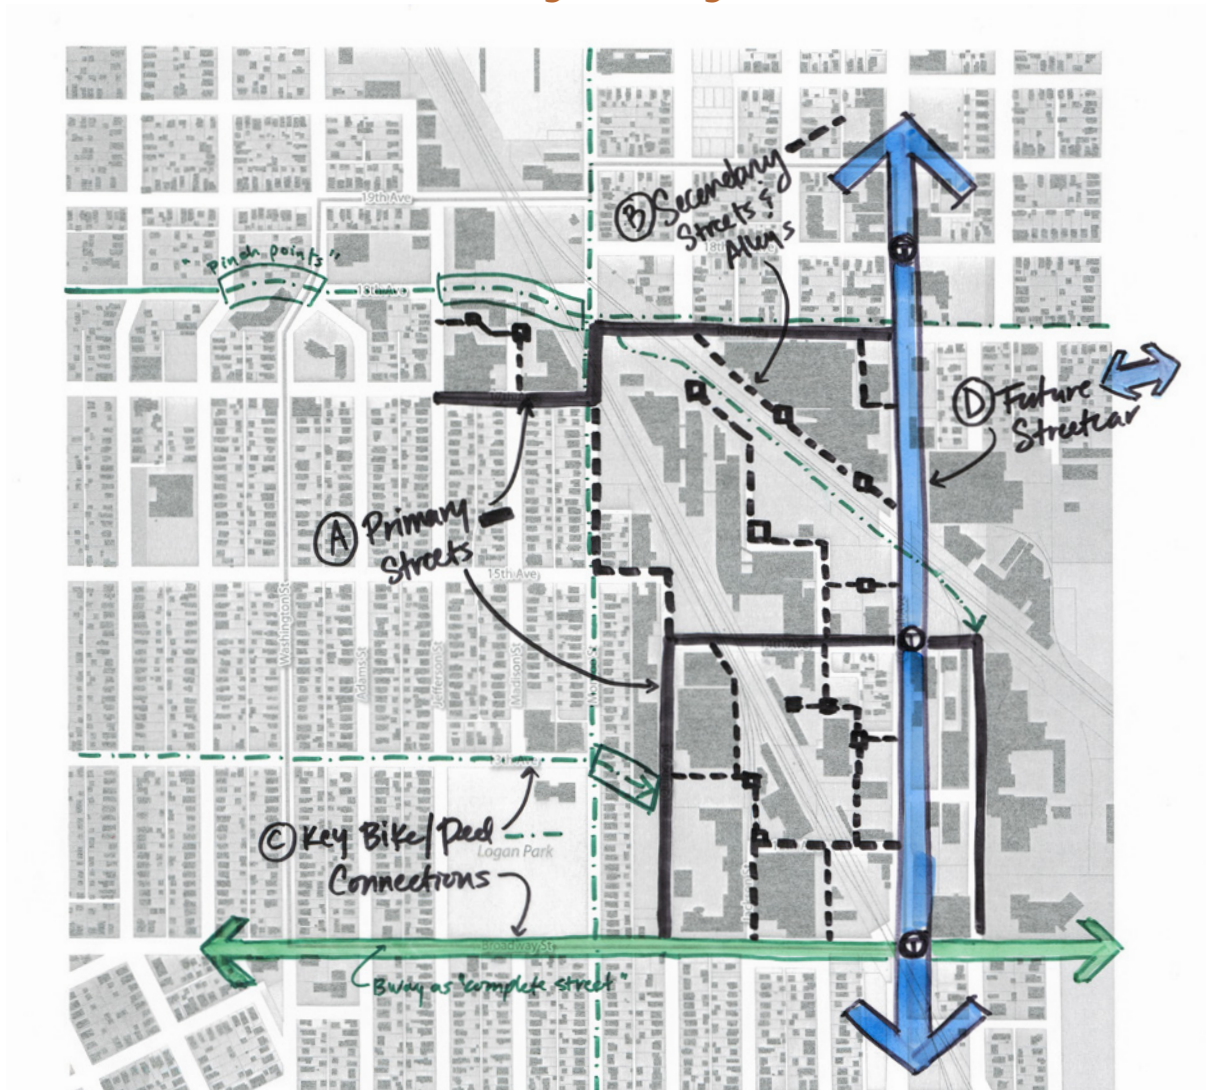 19th Ave
B Secondary
Streets &
Alleys
18th
"Pinch points"
18th Ave
D Future
Streetcar
A Primary
Streets
15th Ave
Washington St
Adams St
Jefferson St
Madison St
C Key Bike/Ped
Connections
Logan Park
Broadway St
Bway as "complete street"
T
T
T